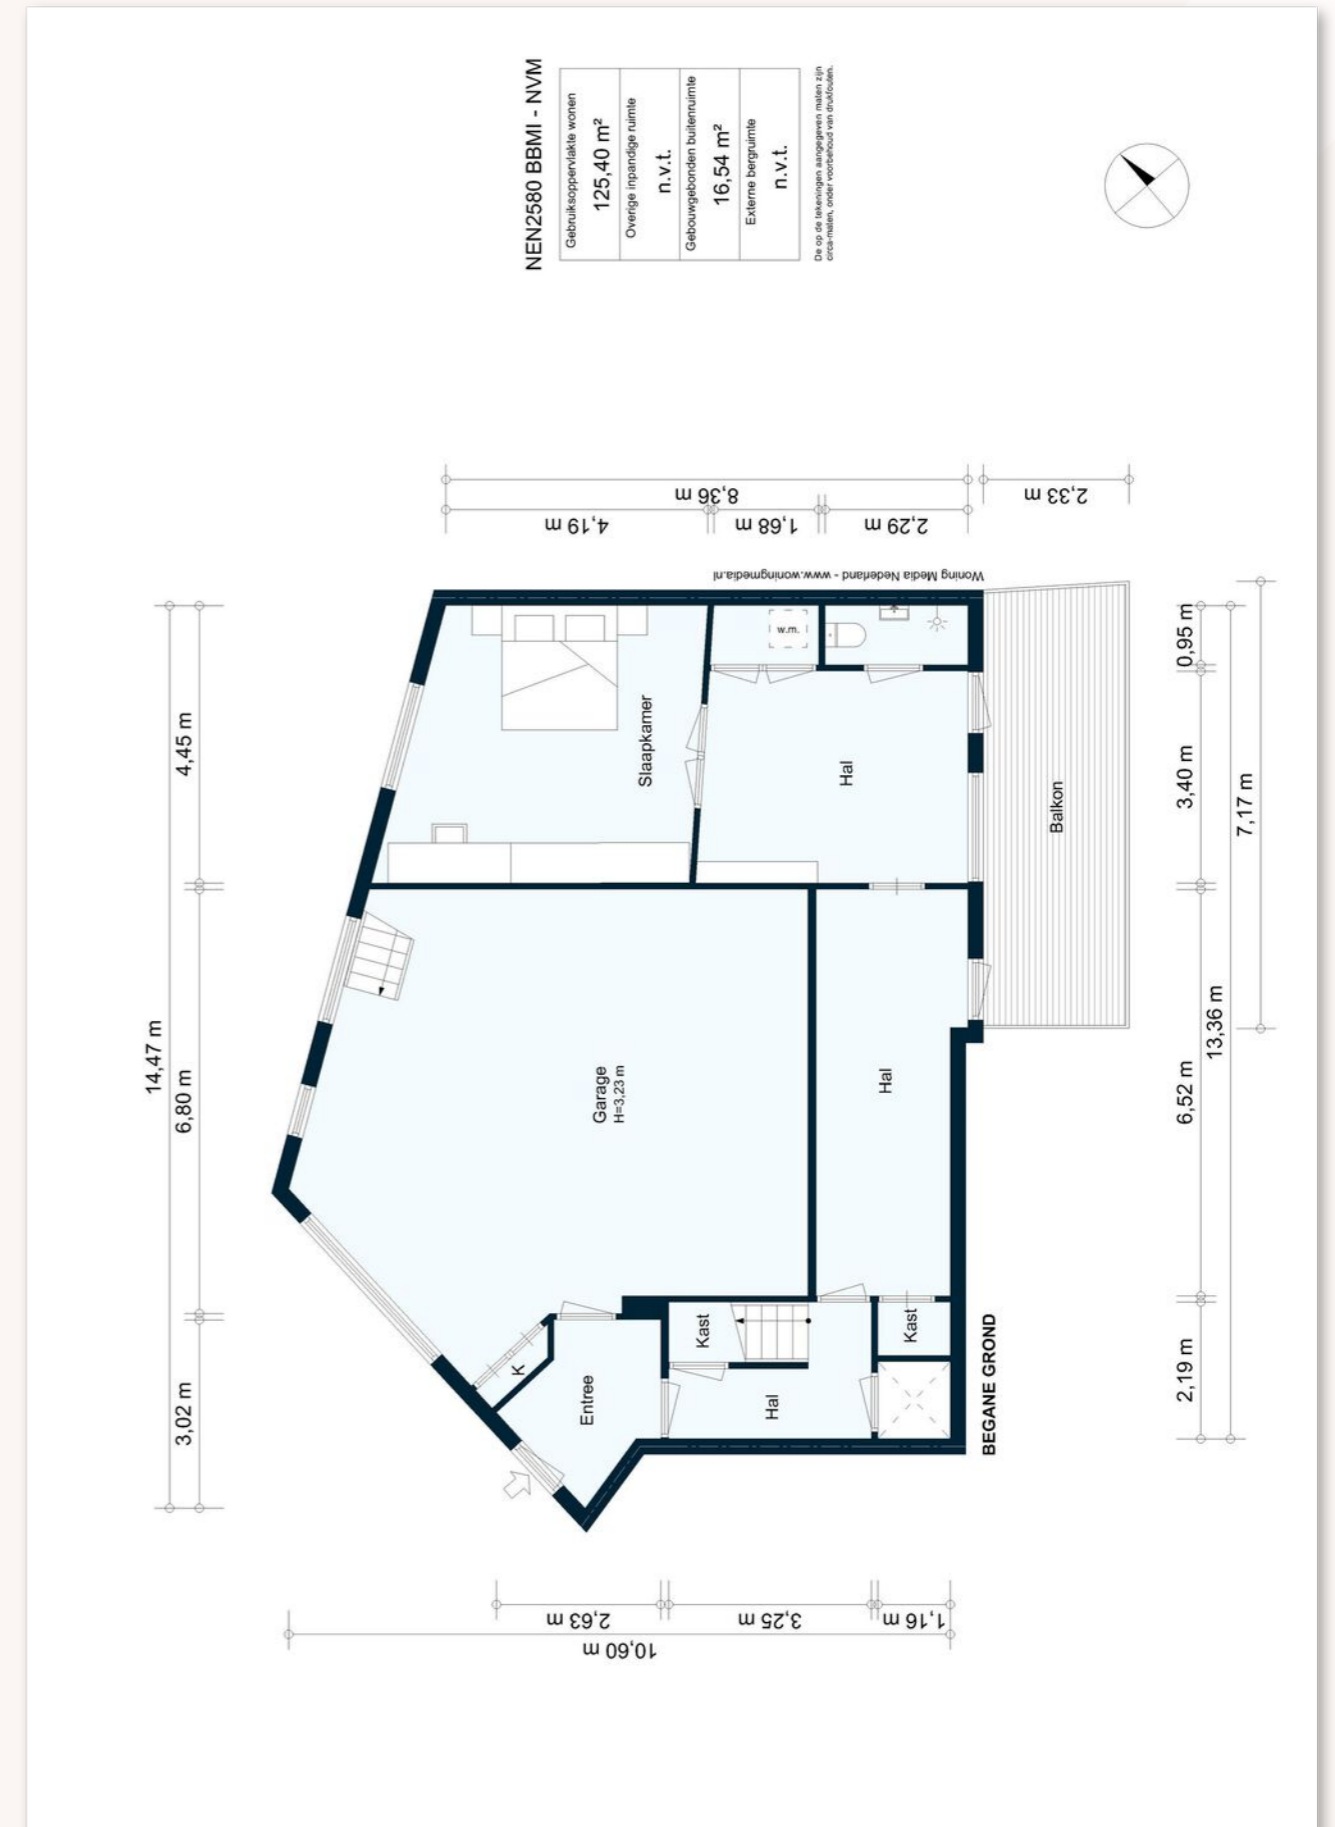 NEN2580 BBMI - NVM
Gebruiksoppervlakte wonen
125,40 m²
Overige inpandige ruimte
n.v.t.
Gebouwgebonden buitenruimte
16,54 m²
Externe bergruimte
n.v.t.
De op de tekeningen aangegeven maten zijn
circa-maten, onder voorbehoud van drukfouten.
8,36 m
2,33 m
4,19 m
1,68 m
2,29 m
Woning Media Nederland - www.woningmedia.nl
14,47 m
4,45 m
6,80 m
3,02 m
w.m.
Slaapkamer
Hal
Balkon
Garage
H=3,23 m
Hal
Kast
Kast
K
Entree
Hal
BEGANE GROND
0,95 m
3,40 m
6,52 m
2,19 m
13,36 m
7,17 m
2,63 m
3,25 m
1,16 m
10,60 m